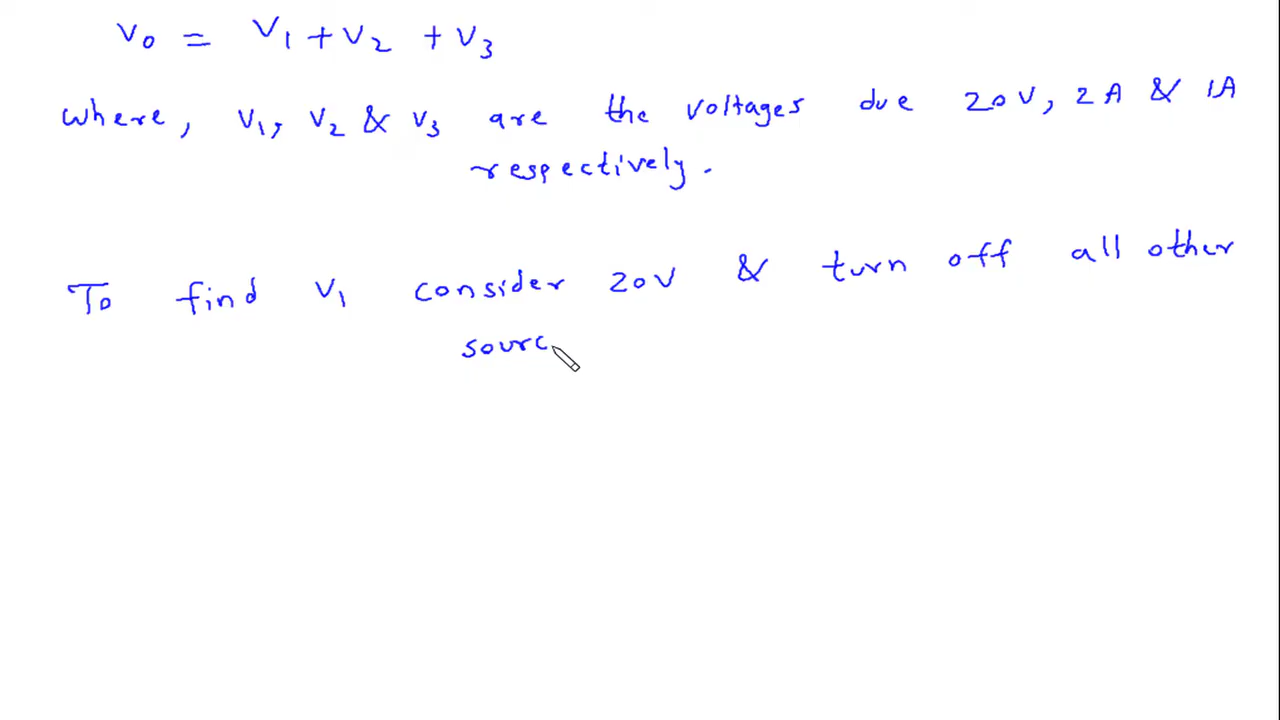 V₀ = V₁ + V₂ + V₃
where, V₁, V₂ & V₃ are the voltages due 20V, 2A & 1A
respectively.
To find V₁ consider 20V & turn off all other
sourc